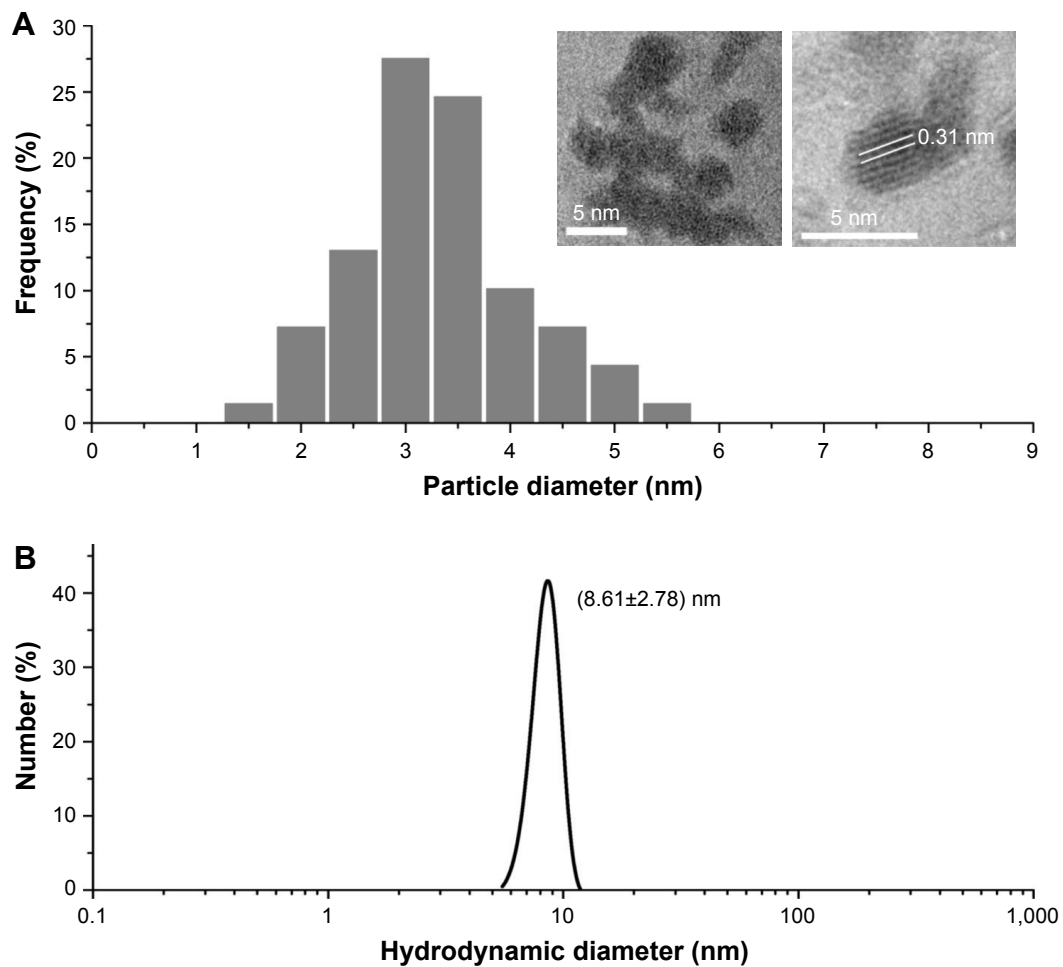 A
30
25
20
15
10
5
0
Frequency (%)
5 nm
0.31 nm
5 nm
0 1 2 3 4 5 6 7 8 9
Particle diameter (nm)
B
40
30
20
10
0
Number (%)
(8.61±2.78) nm
0.1 1 10 100 1,000
Hydrodynamic diameter (nm)